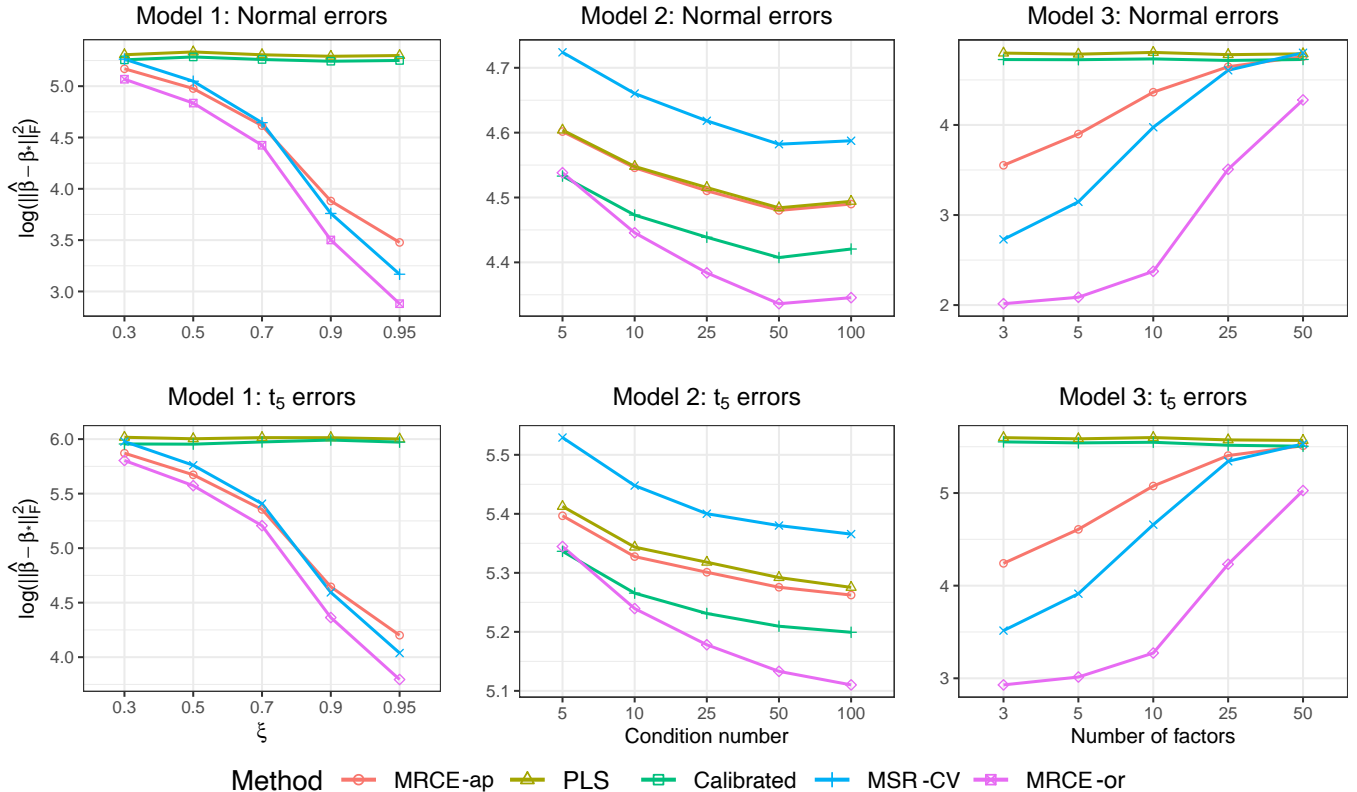 Model 1: Normal errors
Model 2: Normal errors
Model 3: Normal errors
log(||β̂ − β*||²F)
5.0
4.5
4.0
3.5
3.0
0.3 0.5 0.7 0.9 0.95
4.7
4.6
4.5
4.4
5 10 25 50 100
4
3
2
3 5 10 25 50
Model 1: t₅ errors
Model 2: t₅ errors
Model 3: t₅ errors
log(||β̂ − β*||²F)
6.0
5.5
5.0
4.5
4.0
0.3 0.5 0.7 0.9 0.95
ξ
5.5
5.4
5.3
5.2
5.1
5 10 25 50 100
Condition number
5
4
3
3 5 10 25 50
Number of factors
Method MRCE-ap PLS Calibrated MSR-CV MRCE-or